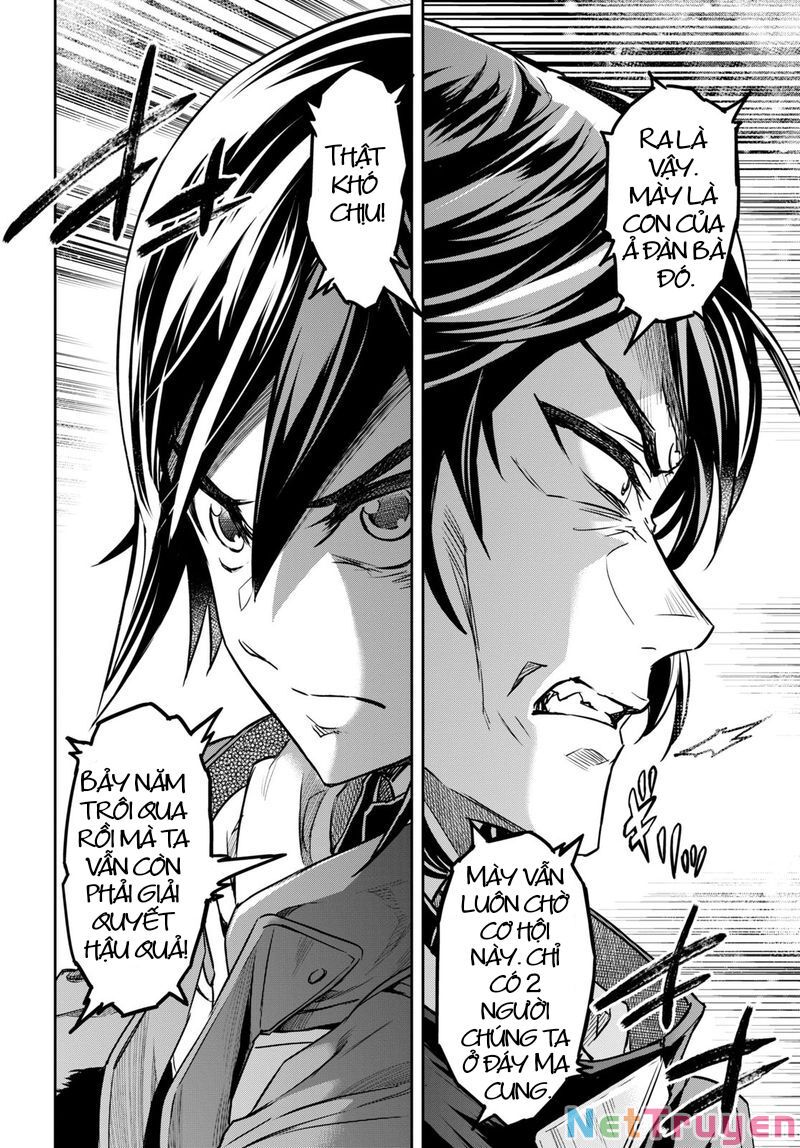 RA LÀ
VẬY.
MÀY LÀ
CON CỦA
Ả ĐÀN BÀ
ĐÓ.
MÀY VẪN
LUÔN CHỜ
CƠ HỘI
NÀY. CHỈ
CÓ 2
NGƯỜI
CHÚNG TA
Ở ĐÁY MA
CUNG.
THẬT
KHÓ
CHỊU!
BẢY NĂM
TRÔI QUA
RỒI MÀ TA
VẪN CÒN
PHẢI GIẢI
QUYẾT
HẬU QUẢ!
NetTruyen